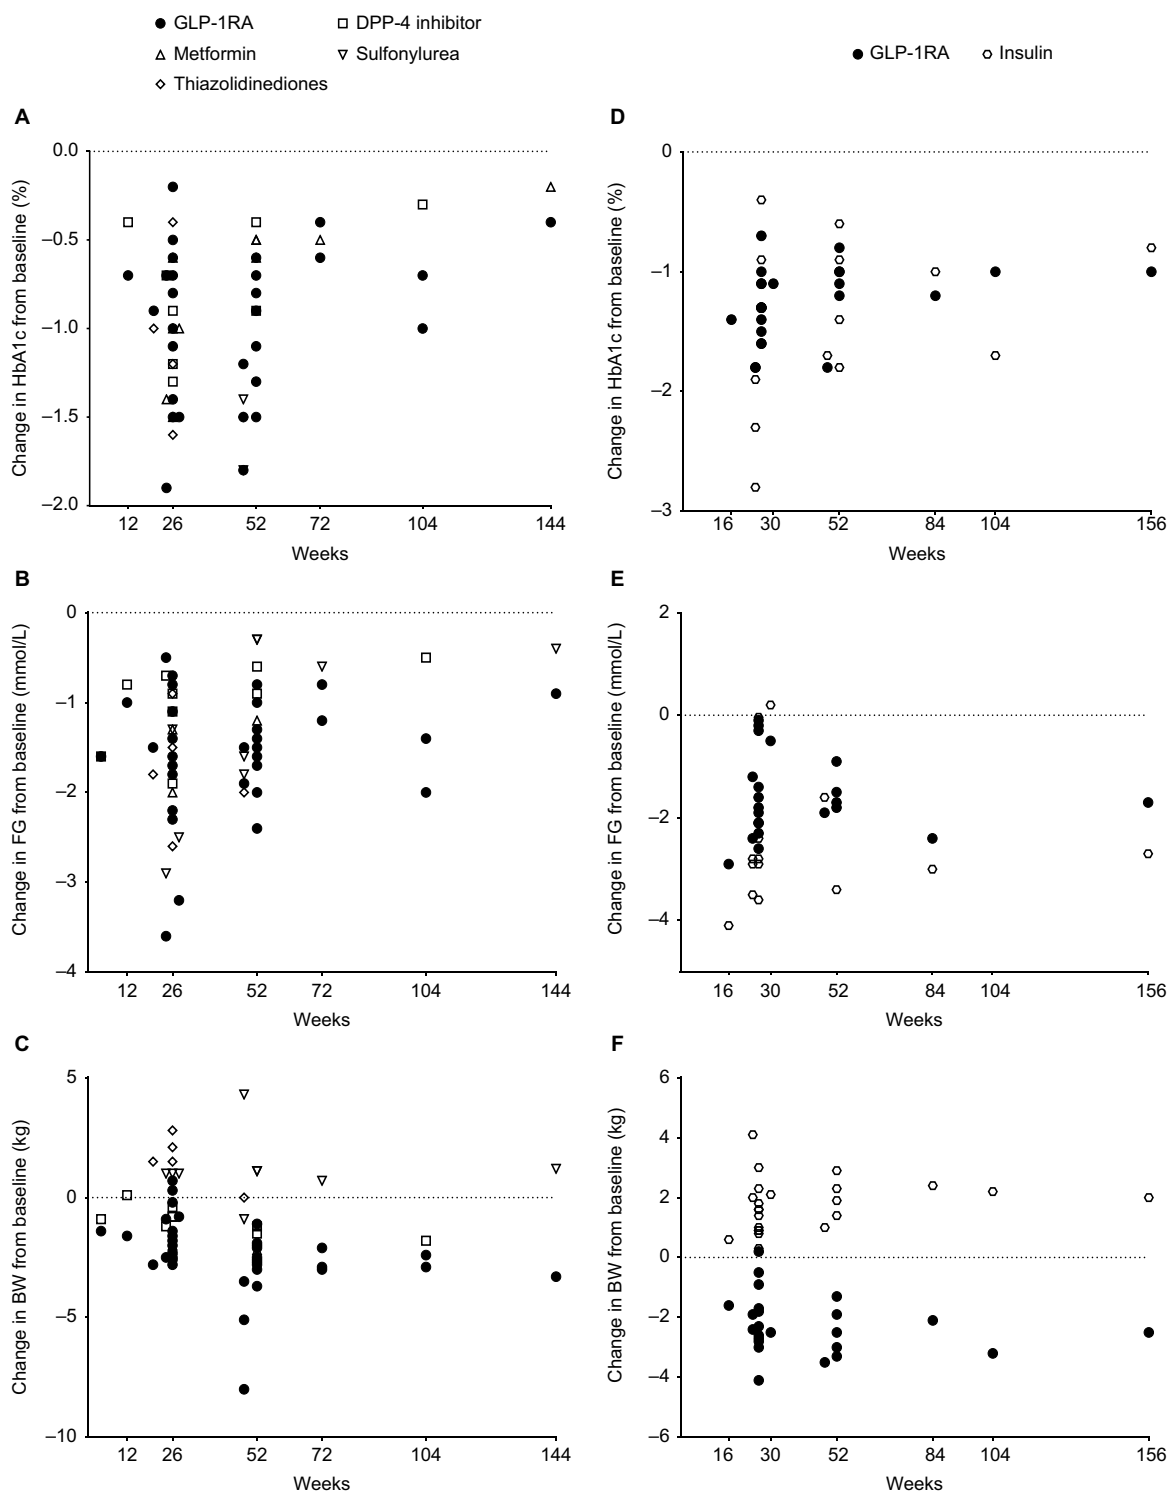 GLP-1RA DPP-4 inhibitor
Metformin Sulfonylurea
Thiazolidinediones
GLP-1RA Insulin
A
Change in HbA1c from baseline (%)
0.0
–0.5
–1.0
–1.5
–2.0
12 26 52 72 104 144
Weeks
D
Change in HbA1c from baseline (%)
0
–1
–2
–3
16 30 52 84 104 156
Weeks
B
Change in FG from baseline (mmol/L)
0
–1
–2
–3
–4
12 26 52 72 104 144
Weeks
E
Change in FG from baseline (mmol/L)
2
0
–2
–4
16 30 52 84 104 156
Weeks
C
Change in BW from baseline (kg)
5
0
–5
–10
12 26 52 72 104 144
Weeks
F
Change in BW from baseline (kg)
6
4
2
0
–2
–4
–6
16 30 52 84 104 156
Weeks